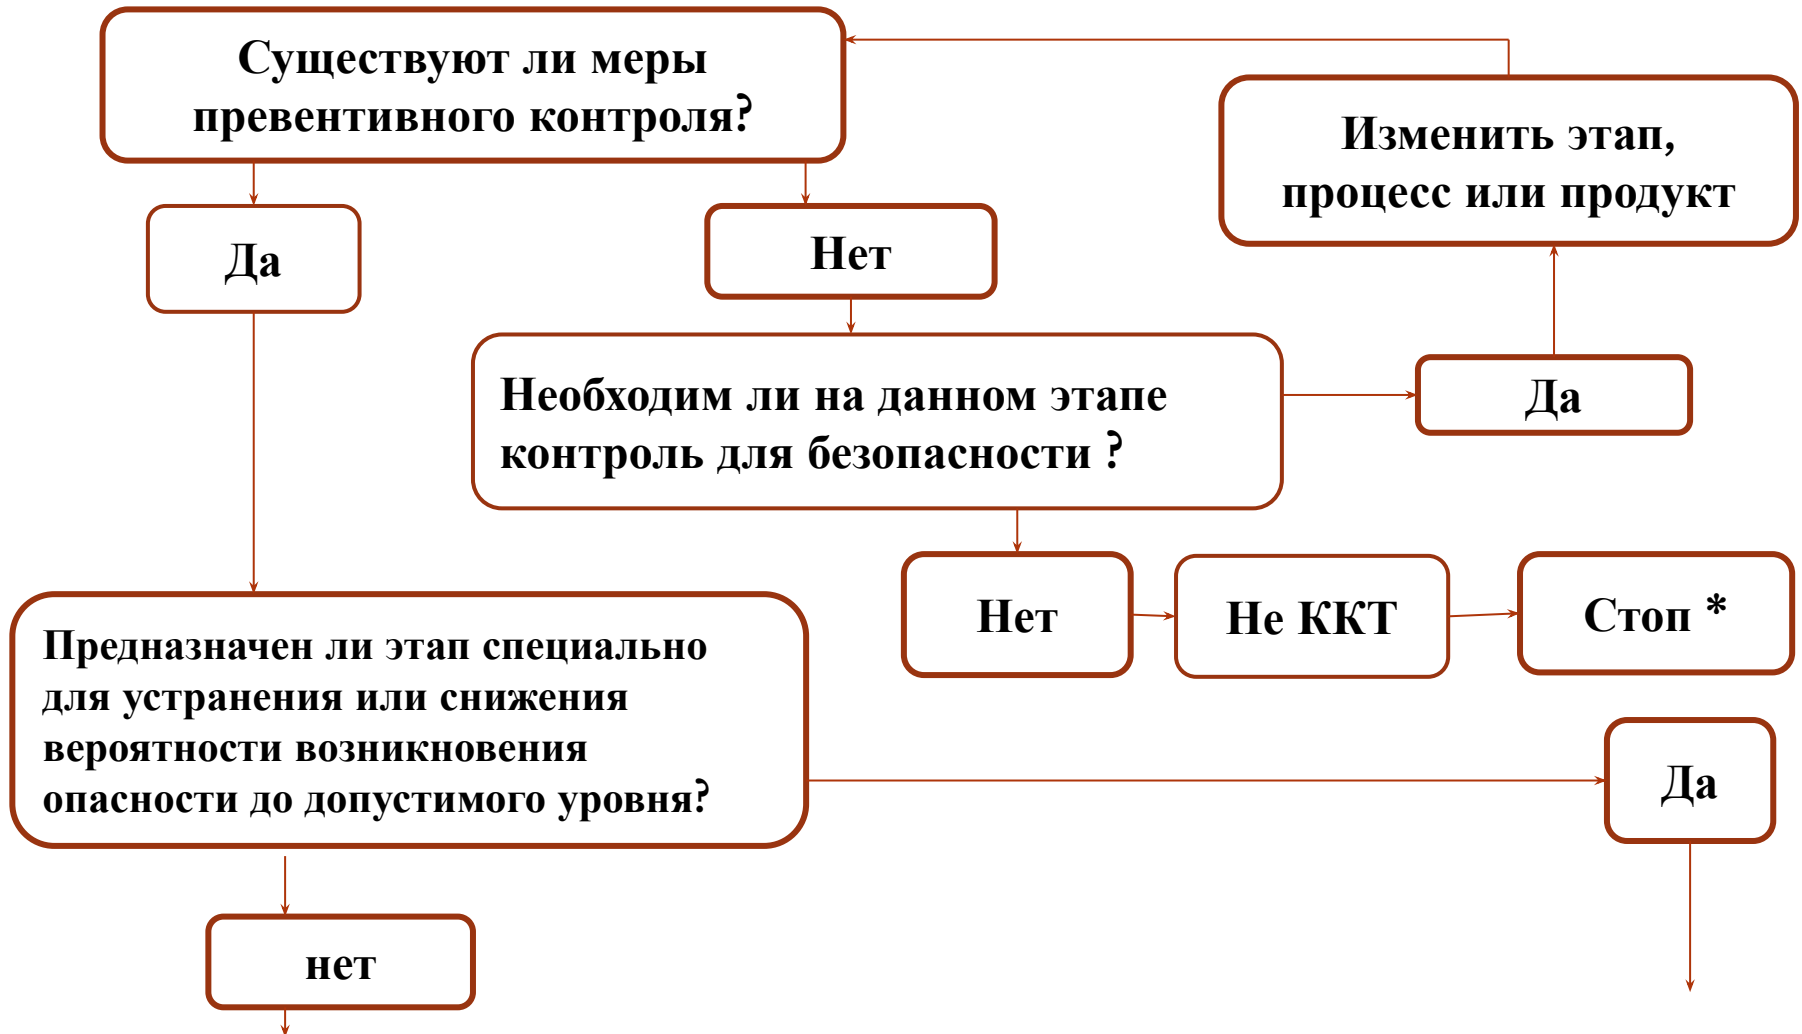 Существуют ли меры
превентивного контроля?
Изменить этап,
процесс или продукт
Да
Нет
Необходим ли на данном этапе
контроль для безопасности ?
Да
Нет
Не ККТ
Стоп *
Предназначен ли этап специально
для устранения или снижения
вероятности возникновения
опасности до допустимого уровня?
Да
нет